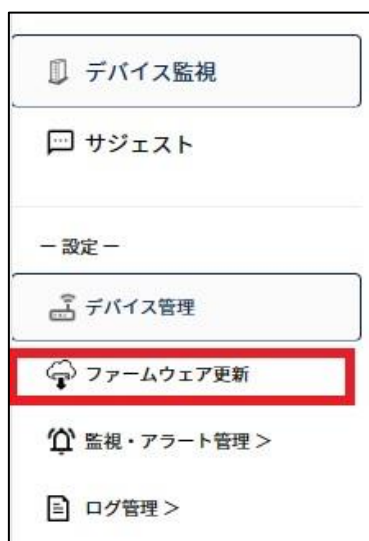 デバイス監視
サジェスト
― 設定 ―
デバイス管理
ファームウェア更新
監視・アラート管理 >
ログ管理 >